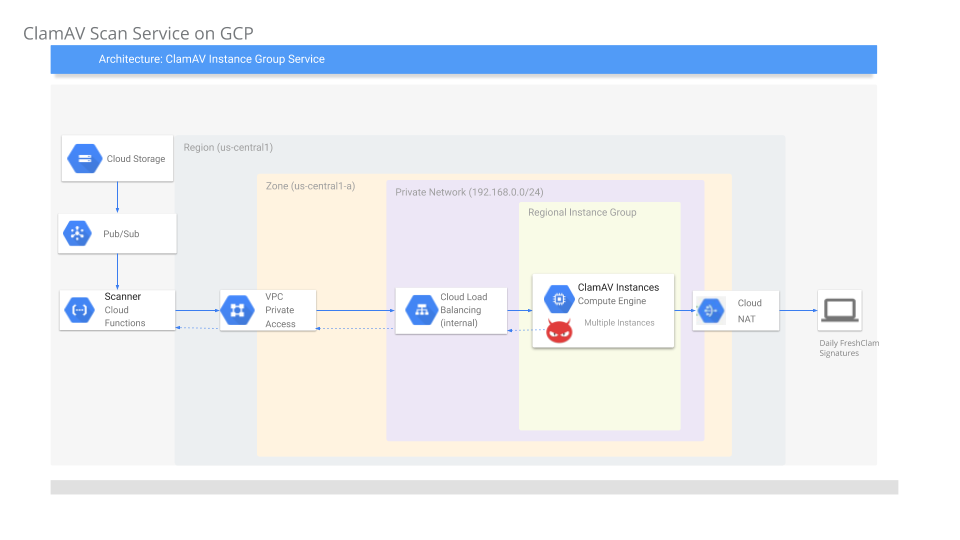 ClamAV Scan Service on GCP
Architecture: ClamAV Instance Group Service
Region (us-central1)
Cloud Storage
Zone (us-central1-a)
Private Network (192.168.0.0/24)
Regional Instance Group
Pub/Sub
Scanner
Cloud
Functions
VPC
Private
Access
Cloud Load
Balancing
(internal)
ClamAV Instances
Compute Engine
Multiple Instances
Cloud
NAT
Daily FreshClam
Signatures